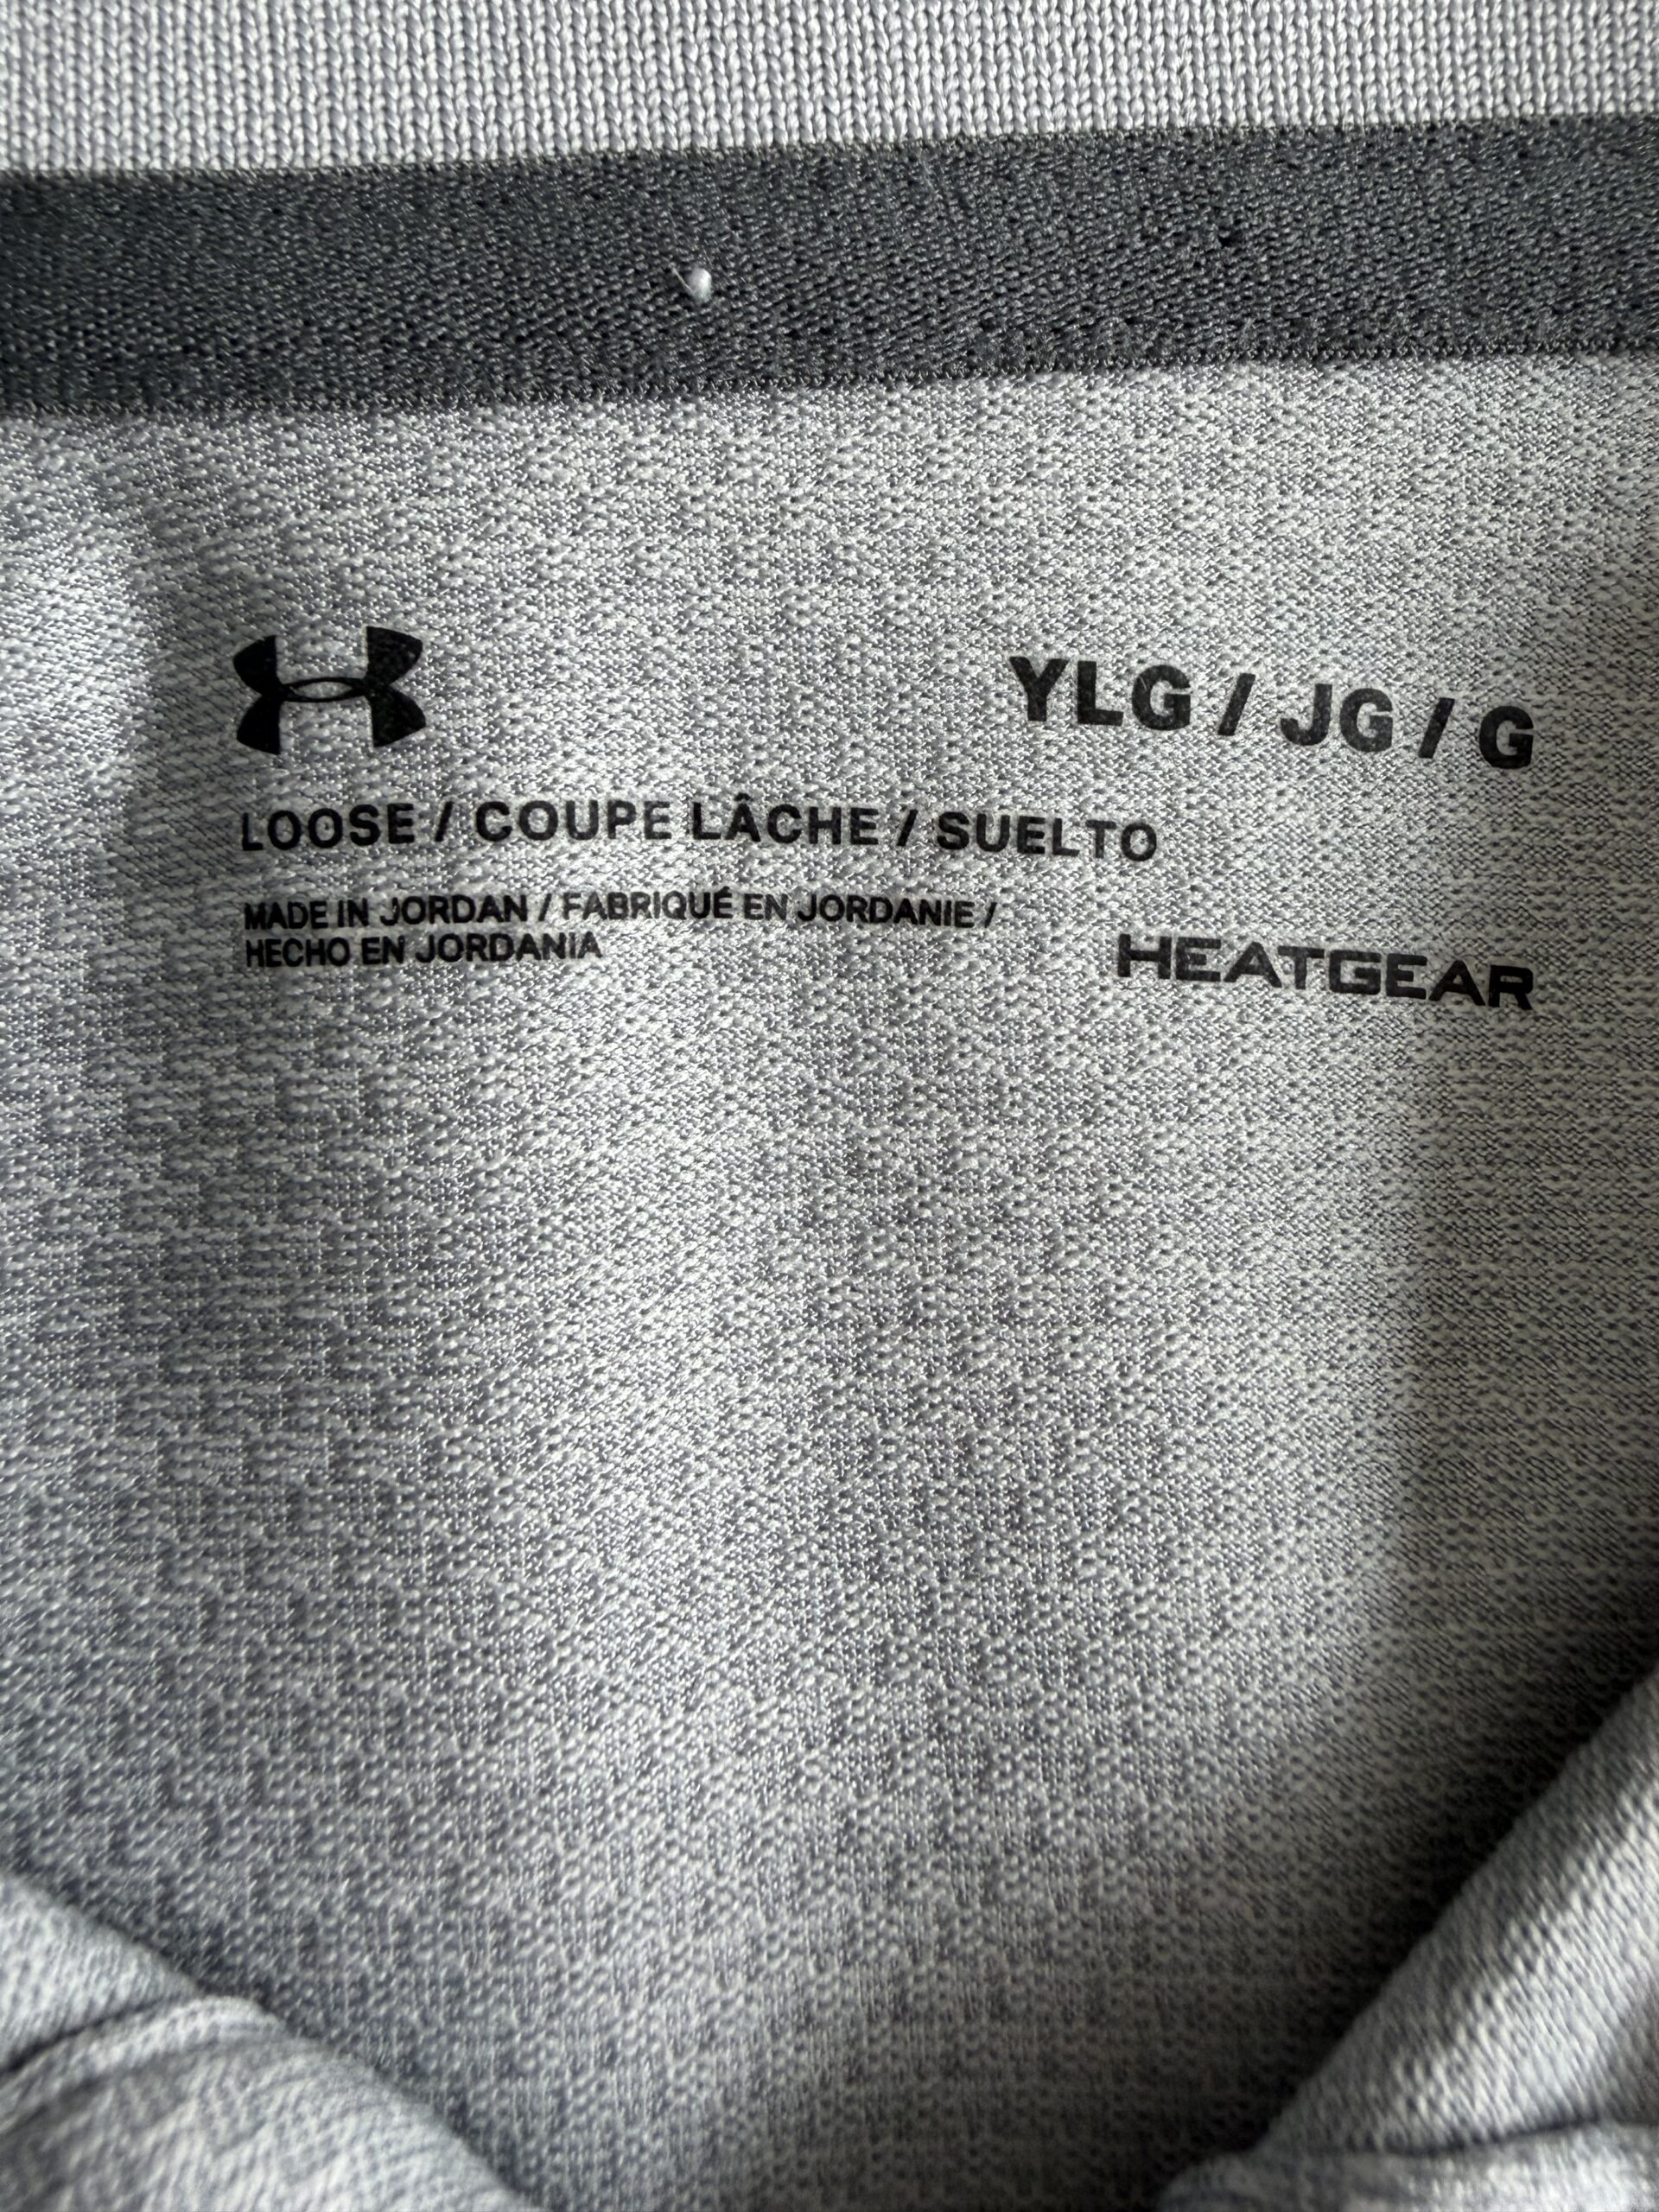 YLG / JG / G
LOOSE / COUPE LÂCHE / SUELTO
MADE IN JORDAN / FABRIQUÉ EN JORDANIE /
HECHO EN JORDANIA
HEATGEAR